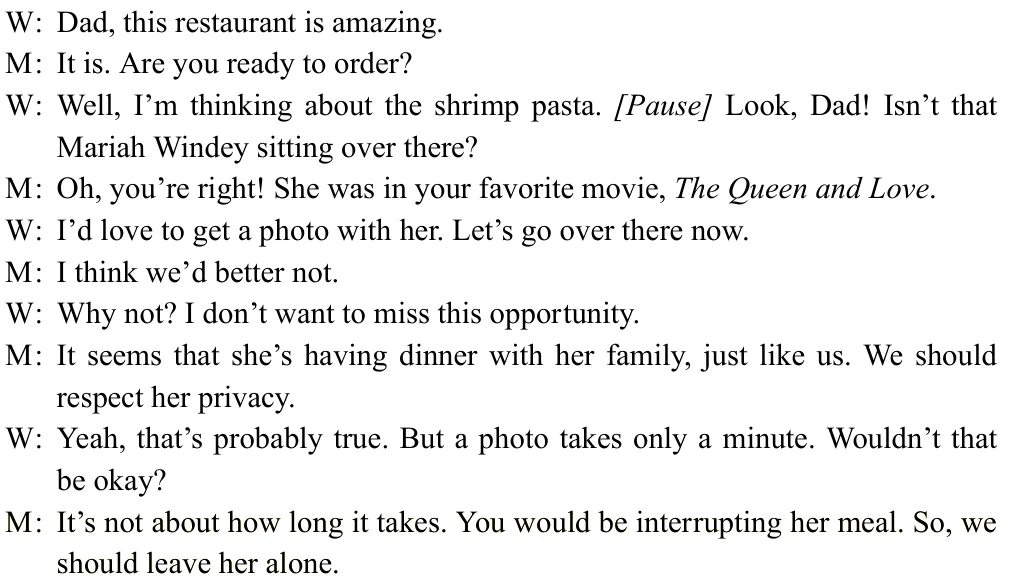 W: Dad, this restaurant is amazing.
M: It is. Are you ready to order?
W: Well, I'm thinking about the shrimp pasta. [Pause] Look, Dad! Isn't that
Mariah Windey sitting over there?
M: Oh, you're right! She was in your favorite movie, The Queen and Love.
W: I'd love to get a photo with her. Let's go over there now.
M: I think we'd better not.
W: Why not? I don't want to miss this opportunity.
M: It seems that she's having dinner with her family, just like us. We should
respect her privacy.
W: Yeah, that's probably true. But a photo takes only a minute. Wouldn't that
be okay?
M: It's not about how long it takes. You would be interrupting her meal. So, we
should leave her alone.